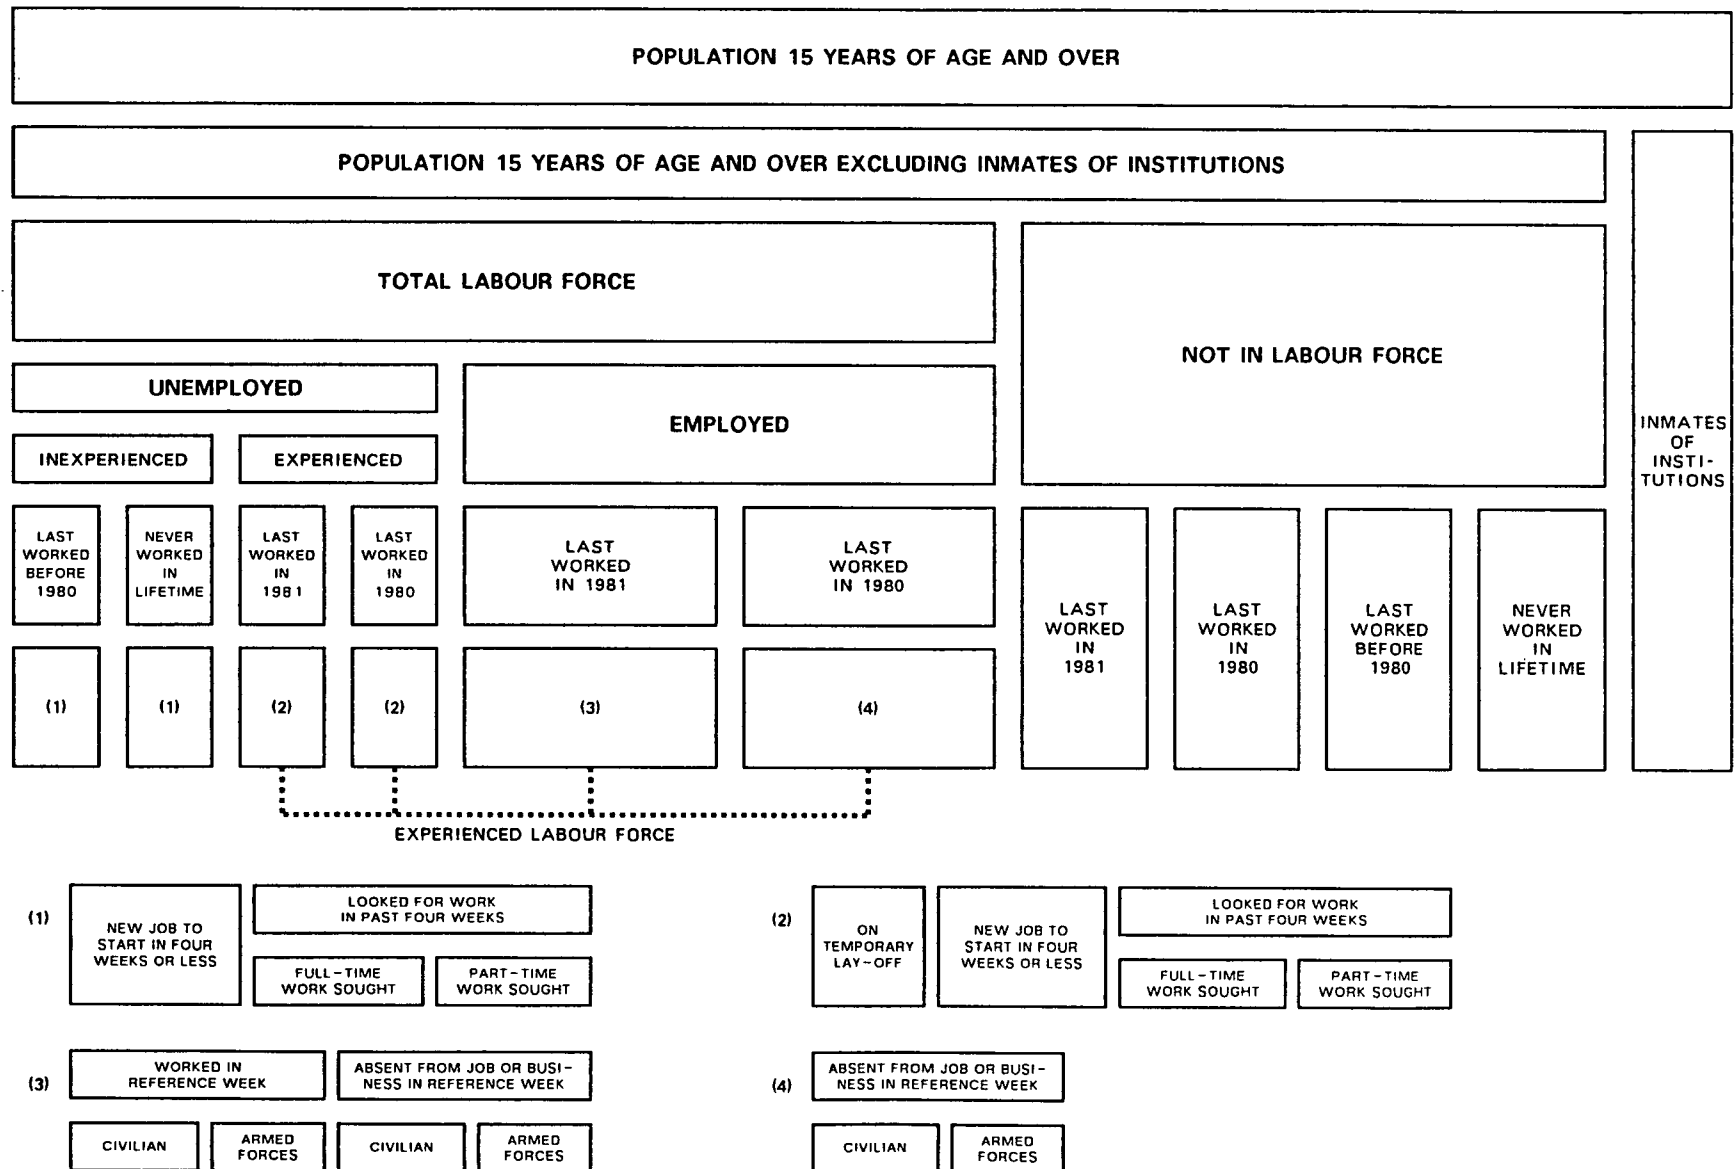 POPULATION 15 YEARS OF AGE AND OVER
POPULATION 15 YEARS OF AGE AND OVER EXCLUDING INMATES OF INSTITUTIONS
TOTAL LABOUR FORCE
NOT IN LABOUR FORCE
INMATES
OF
INSTI-
TUTIONS
UNEMPLOYED
EMPLOYED
INEXPERIENCED
EXPERIENCED
LAST
WORKED
BEFORE
1980
NEVER
WORKED
IN
LIFETIME
LAST
WORKED
IN
1981
LAST
WORKED
IN
1980
LAST
WORKED
IN 1981
LAST
WORKED
IN 1980
LAST
WORKED
IN
1981
LAST
WORKED
IN
1980
LAST
WORKED
BEFORE
1980
NEVER
WORKED
IN
LIFETIME
(1)
(1)
(2)
(2)
(3)
(4)
EXPERIENCED LABOUR FORCE
(1)
NEW JOB TO
START IN FOUR
WEEKS OR LESS
LOOKED FOR WORK
IN PAST FOUR WEEKS
FULL-TIME
WORK SOUGHT
PART-TIME
WORK SOUGHT
(2)
ON
TEMPORARY
LAY-OFF
NEW JOB TO
START IN FOUR
WEEKS OR LESS
LOOKED FOR WORK
IN PAST FOUR WEEKS
FULL-TIME
WORK SOUGHT
PART-TIME
WORK SOUGHT
(3)
WORKED IN
REFERENCE WEEK
ABSENT FROM JOB OR BUSI-
NESS IN REFERENCE WEEK
CIVILIAN
ARMED
FORCES
CIVILIAN
ARMED
FORCES
(4)
ABSENT FROM JOB OR BUSI-
NESS IN REFERENCE WEEK
CIVILIAN
ARMED
FORCES